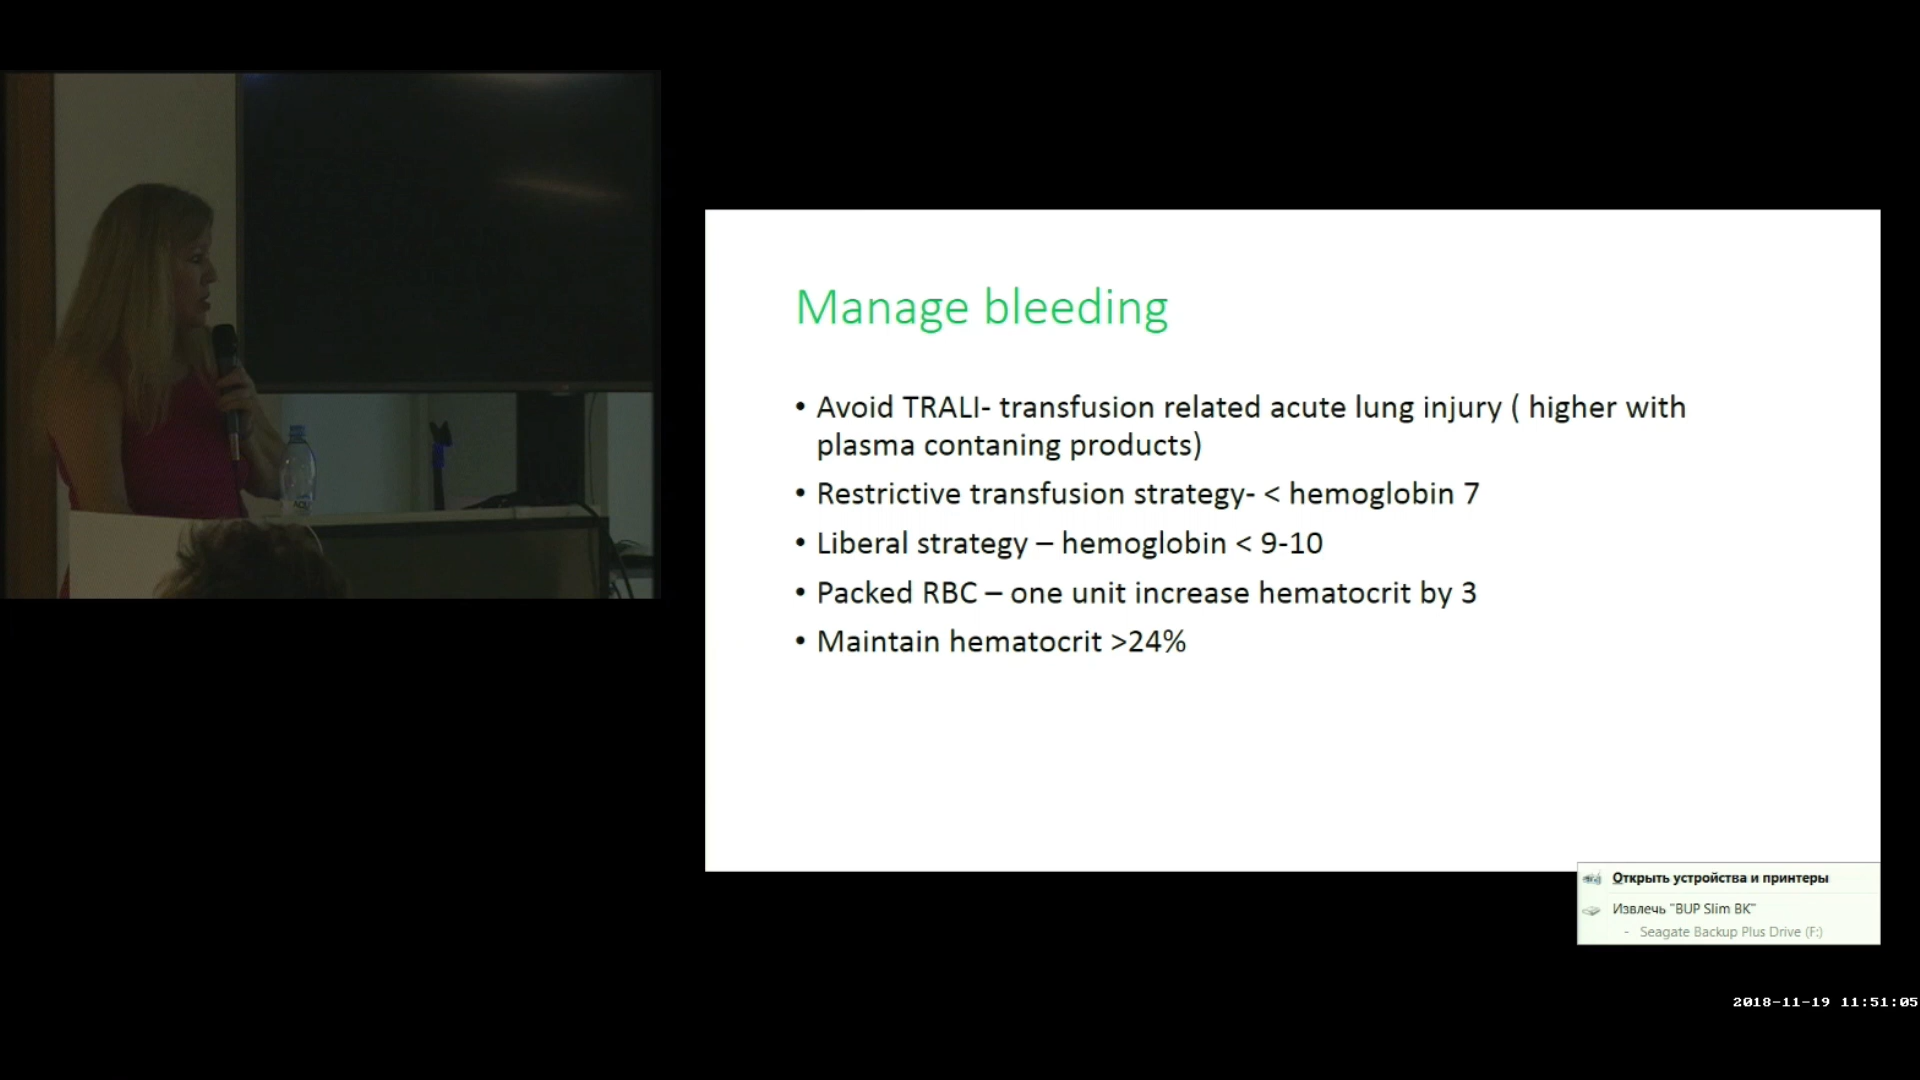 Manage bleeding
• Avoid TRALI- transfusion related acute lung injury ( higher with
plasma contaning products)
• Restrictive transfusion strategy- < hemoglobin 7
• Liberal strategy – hemoglobin < 9-10
• Packed RBC – one unit increase hematocrit by 3
• Maintain hematocrit >24%
Открыть устройства и принтеры
Извлечь "BUP Slim BK"
- Seagate Backup Plus Drive (F:)
2018-11-19 11:51:05